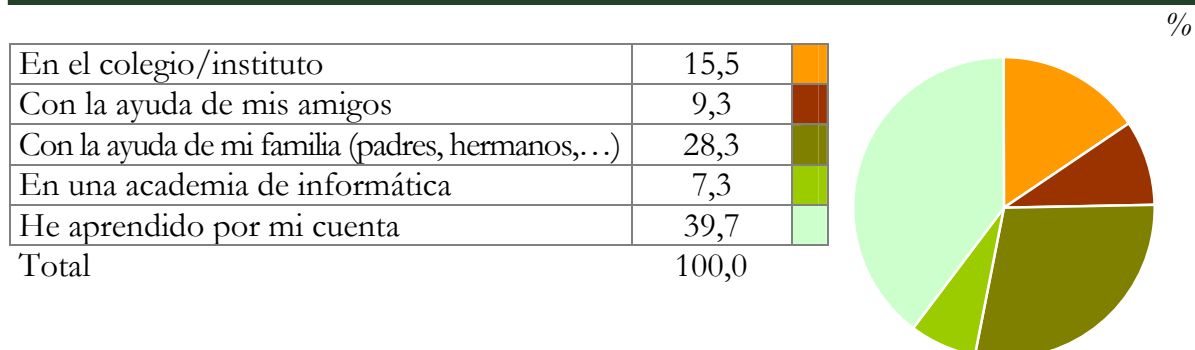 %
En el colegio/instituto 15,5
Con la ayuda de mis amigos 9,3
Con la ayuda de mi familia (padres, hermanos,…) 28,3
En una academia de informática 7,3
He aprendido por mi cuenta 39,7
Total 100,0